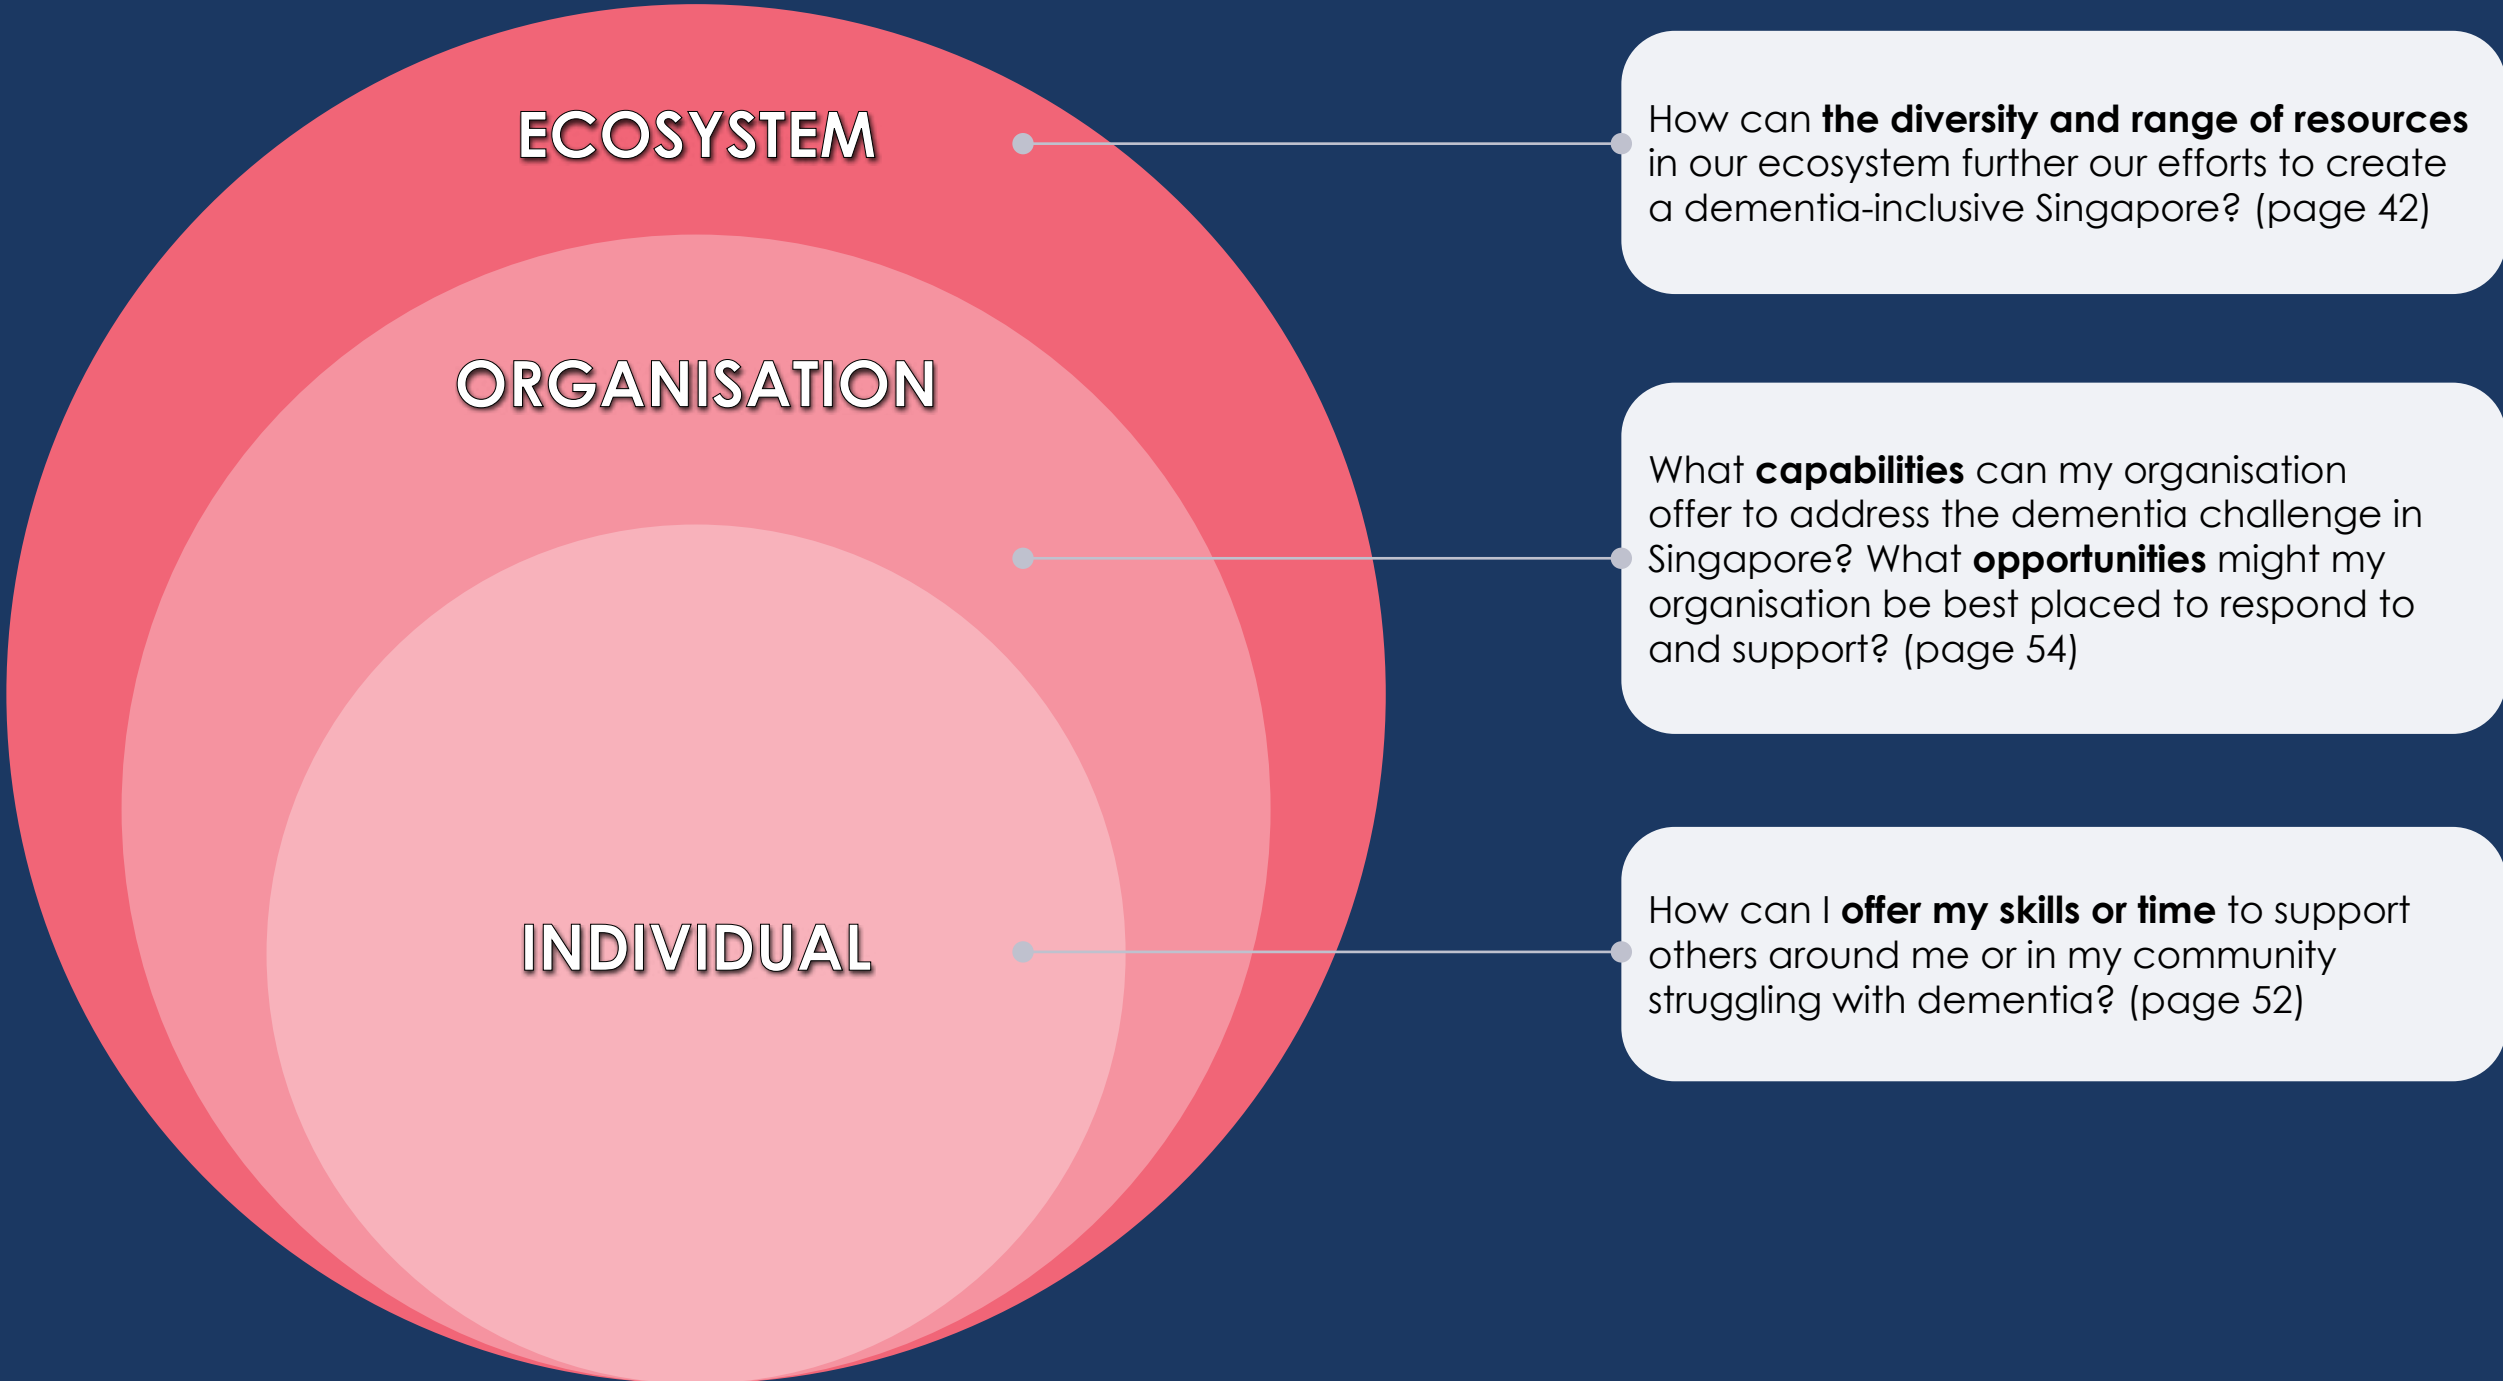 ECOSYSTEM
How can the diversity and range of resources
in our ecosystem further our efforts to create
a dementia-inclusive Singapore? (page 42)
ORGANISATION
What capabilities can my organisation
offer to address the dementia challenge in
Singapore? What opportunities might my
organisation be best placed to respond to
and support? (page 54)
INDIVIDUAL
How can I offer my skills or time to support
others around me or in my community
struggling with dementia? (page 52)